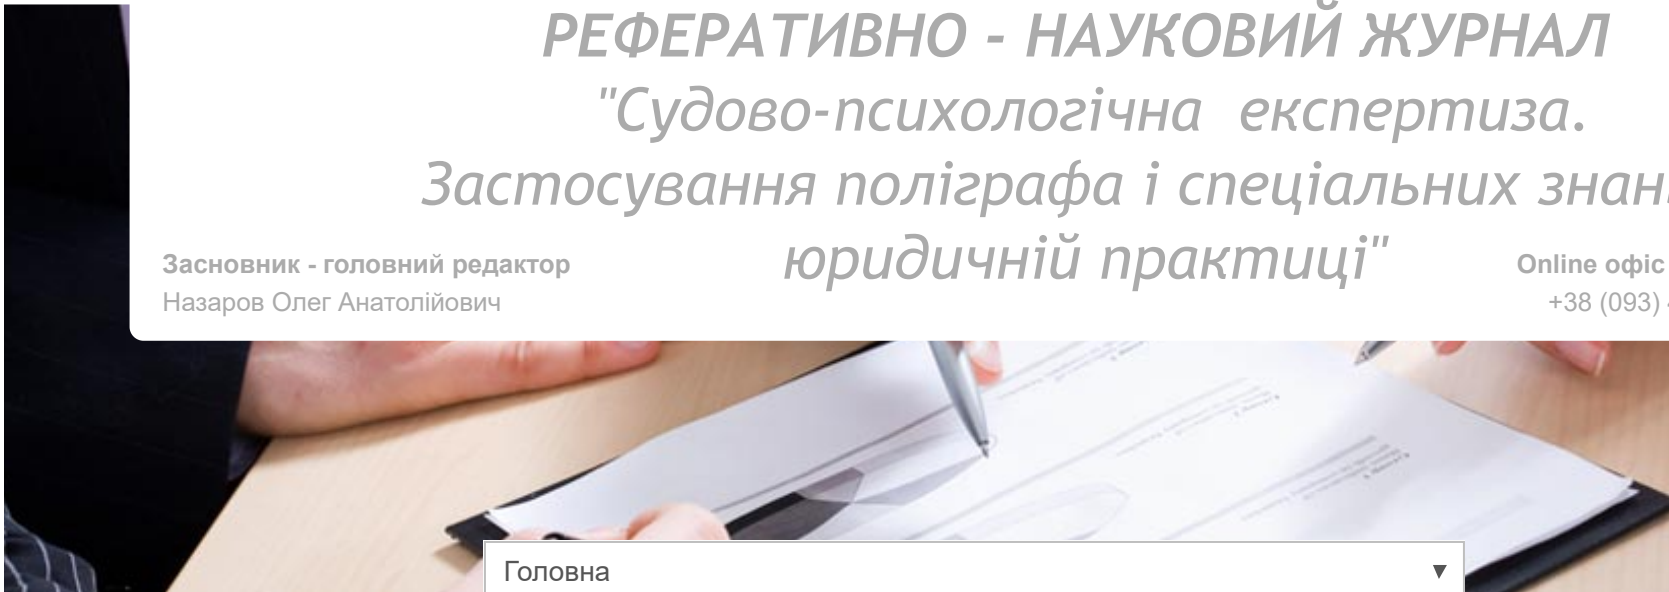 РЕФЕРАТИВНО - НАУКОВИЙ ЖУРНАЛ
"Судово-психологічна експертиза.
Застосування поліграфа і спеціальних
юридичній практиці"
Засновник - головний редактор
Назаров Олег Анатолійович
Online офіс
+38 (093)
Головна ▼